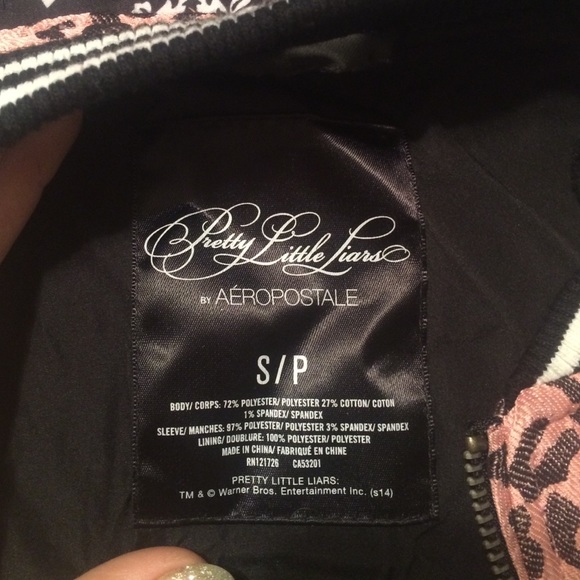 Pretty Little Liars
BY AÉROPOSTALE
S/P
BODY/ CORPS: 72% POLYESTER/ POLYESTER 27% COTTON/ COTON
1% SPANDEX/ SPANDEX
SLEEVE/ MANCHES: 97% POLYESTER/ POLYESTER 3% SPANDEX/ SPANDEX
LINING/ DOUBLURE: 100% POLYESTER/ POLYESTER
MADE IN CHINA/ FABRIQUÉ EN CHINE
RN121726 CA53201
PRETTY LITTLE LIARS:
TM & © Warner Bros. Entertainment Inc. (s14)